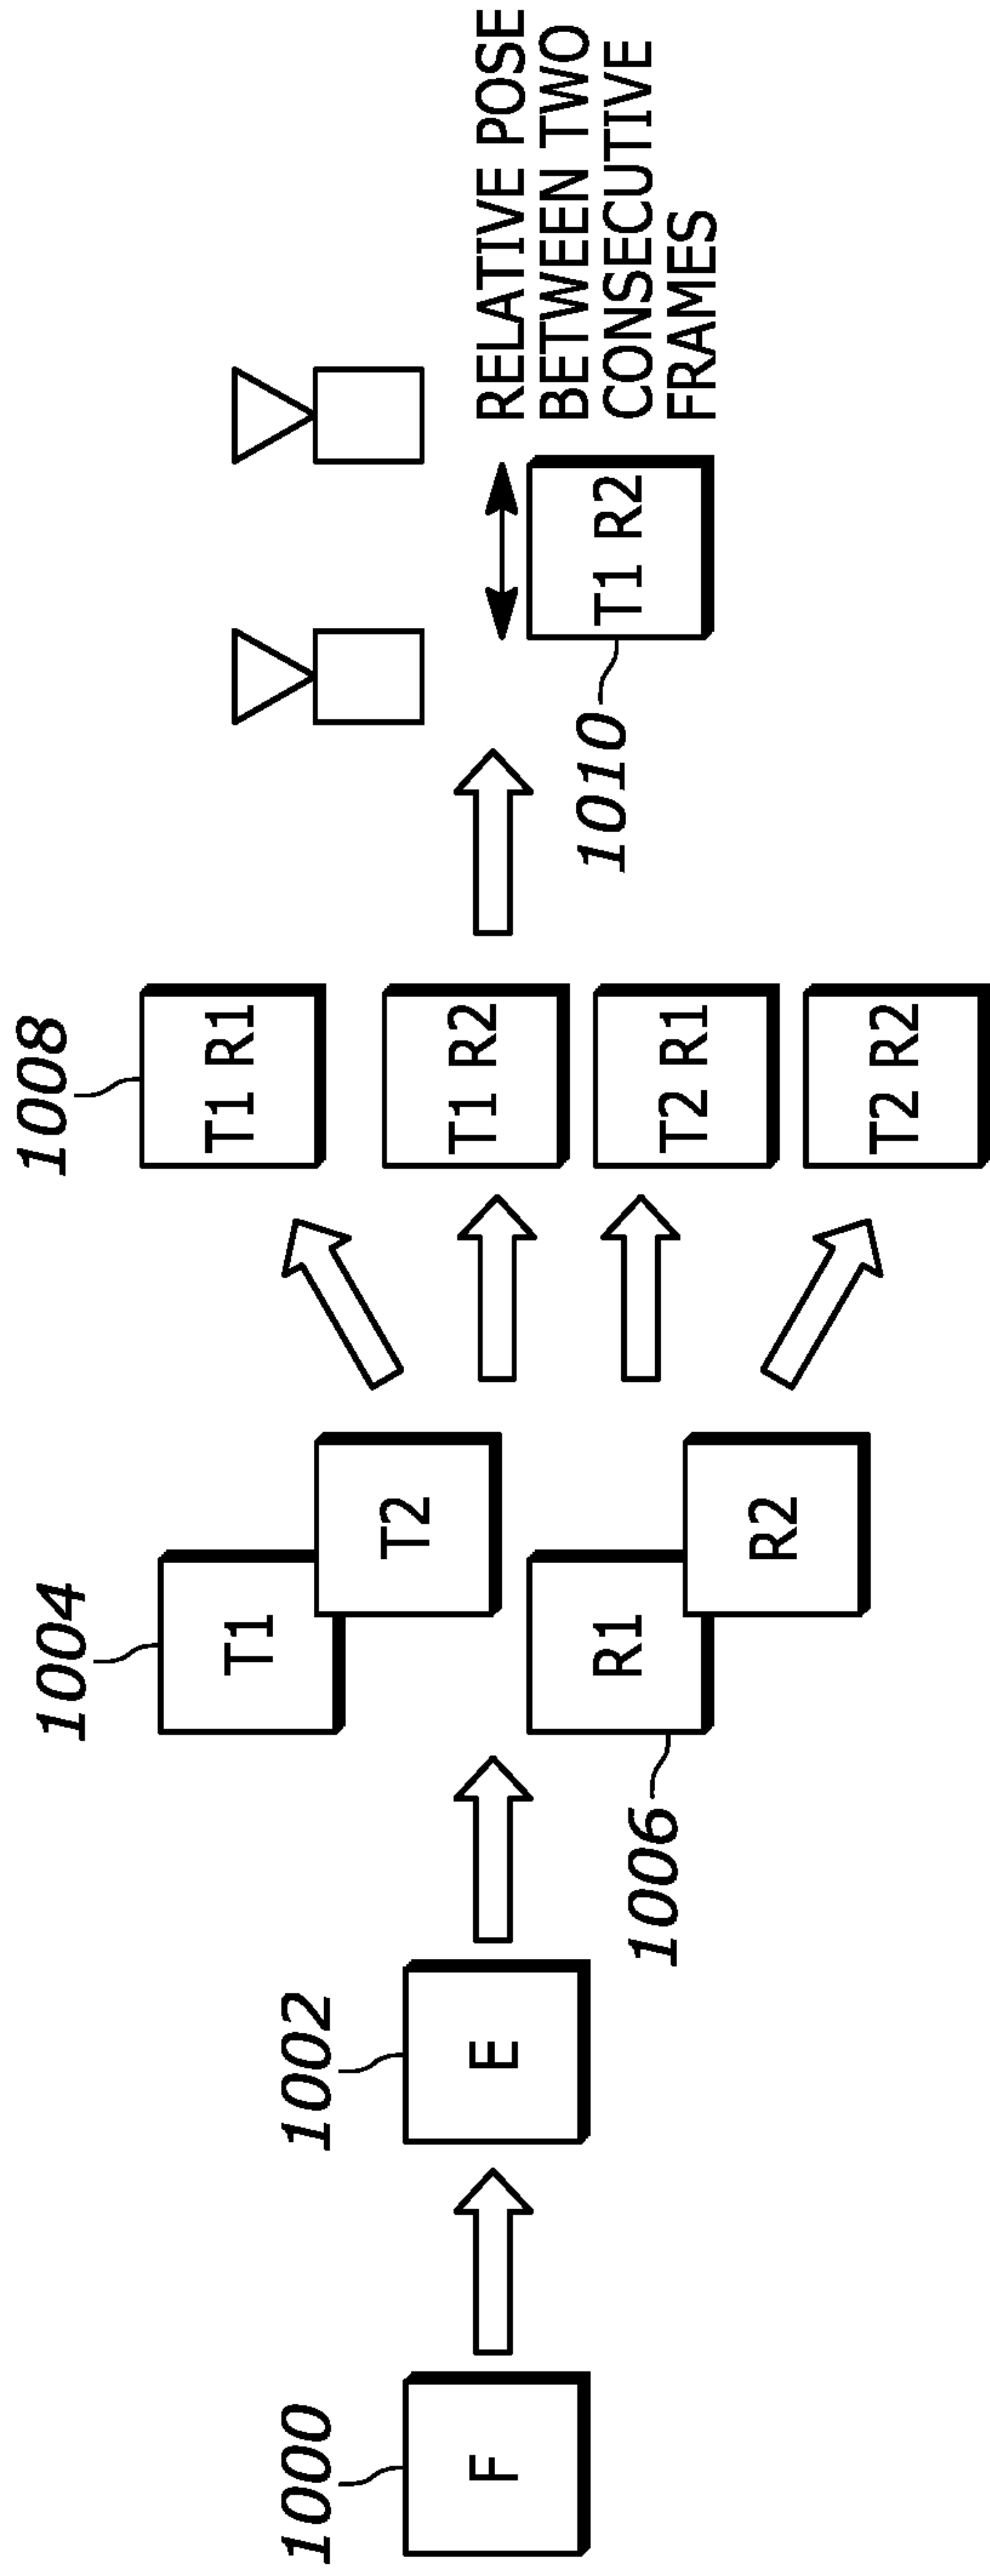 1000
F
1002
E
1004
T1
T2
1006
R1
R2
1008
T1 R1
T1 R2
T2 R1
T2 R2
1010
T1 R2
RELATIVE POSE
BETWEEN TWO
CONSECUTIVE
FRAMES